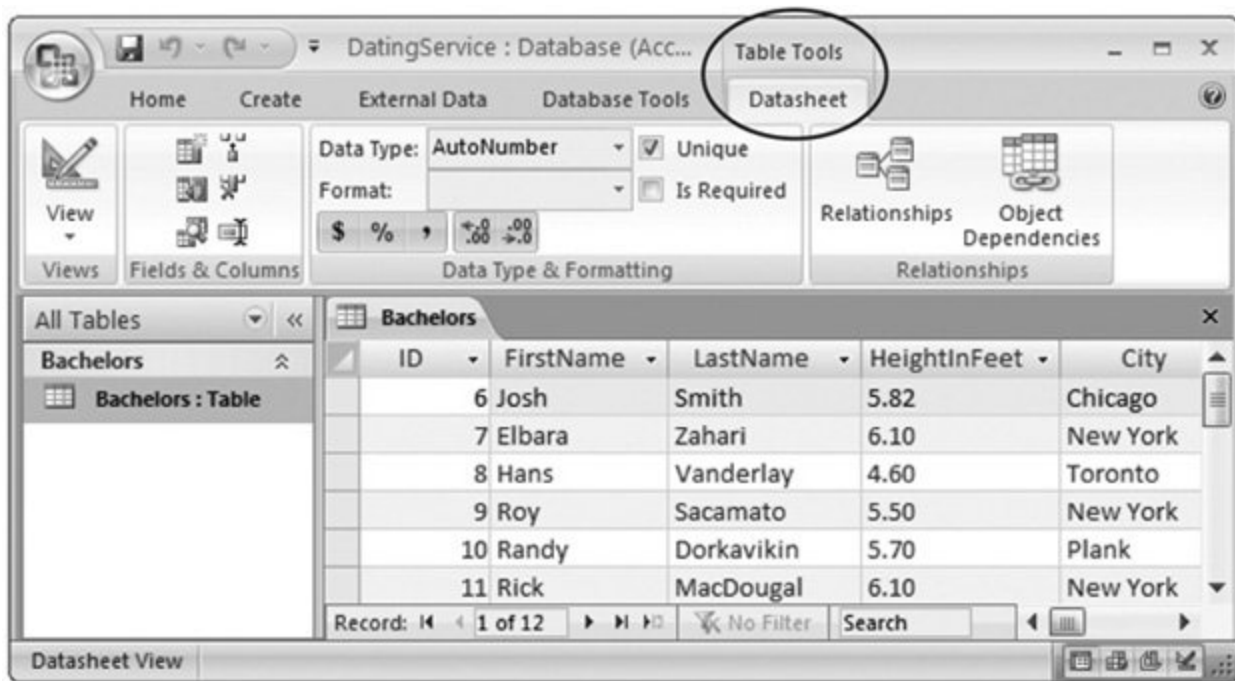 DatingService : Database (Acc...
Table Tools
Home Create External Data Database Tools Datasheet
View
Views
Fields & Columns
Data Type: AutoNumber
Unique
Format:
Is Required
$ % , .0 .00 .00 .0
Data Type & Formatting
Relationships
Object Dependencies
Relationships
All Tables
Bachelors
Bachelors : Table
Bachelors
ID FirstName LastName HeightInFeet City
6 Josh Smith 5.82 Chicago
7 Elbara Zahari 6.10 New York
8 Hans Vanderlay 4.60 Toronto
9 Roy Sacamato 5.50 New York
10 Randy Dorkavikin 5.70 Plank
11 Rick MacDougal 6.10 New York
Record: 1 of 12 No Filter Search
Datasheet View